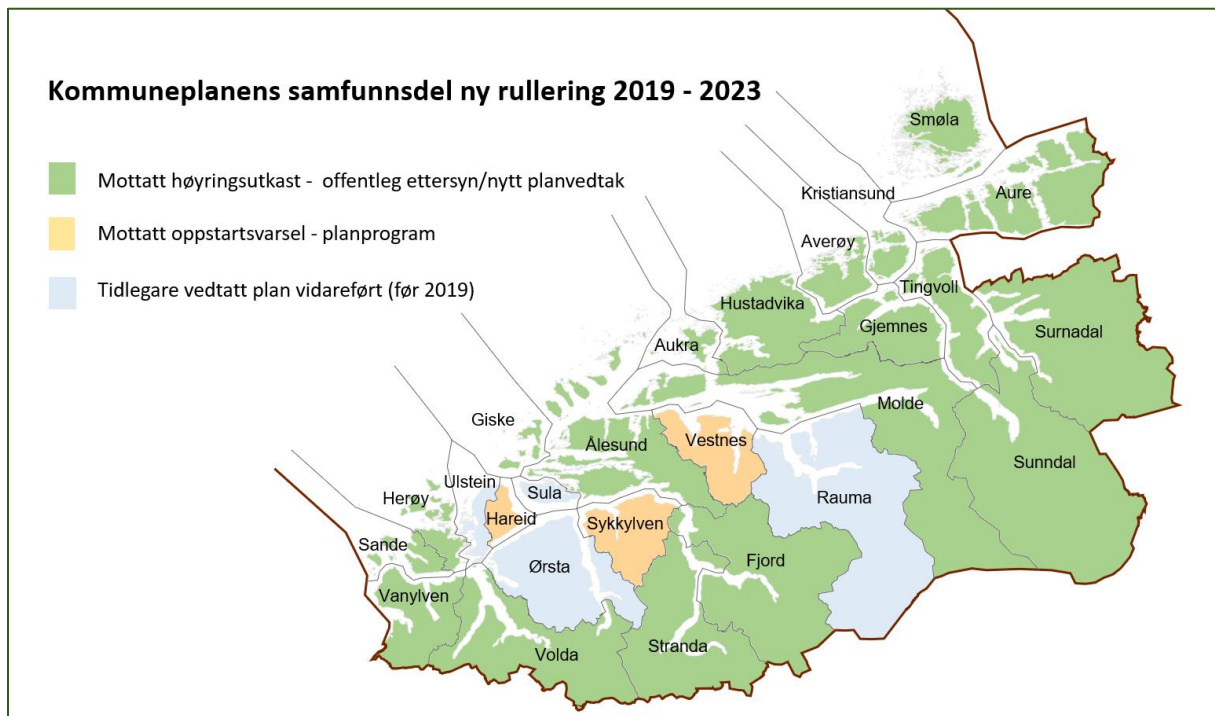 Kommuneplanens samfunnsdel ny rullering 2019 - 2023
Mottatt høyringsutkast - offentleg ettersyn/nytt planvedtak
Mottatt oppstartsvarsel - planprogram
Tidlegare vedtatt plan vidareført (før 2019)
Smøla
Kristiansund
Aure
Averøy
Tingvoll
Hustadvika
Gjemnes
Surnadal
Aukra
Molde
Giske
Ålesund
Vestnes
Sunndal
Ulstein
Sula
Rauma
Herøy
Hareid
Sykkylven
Sande
Ørsta
Fjord
Vanylven
Stranda
Volda